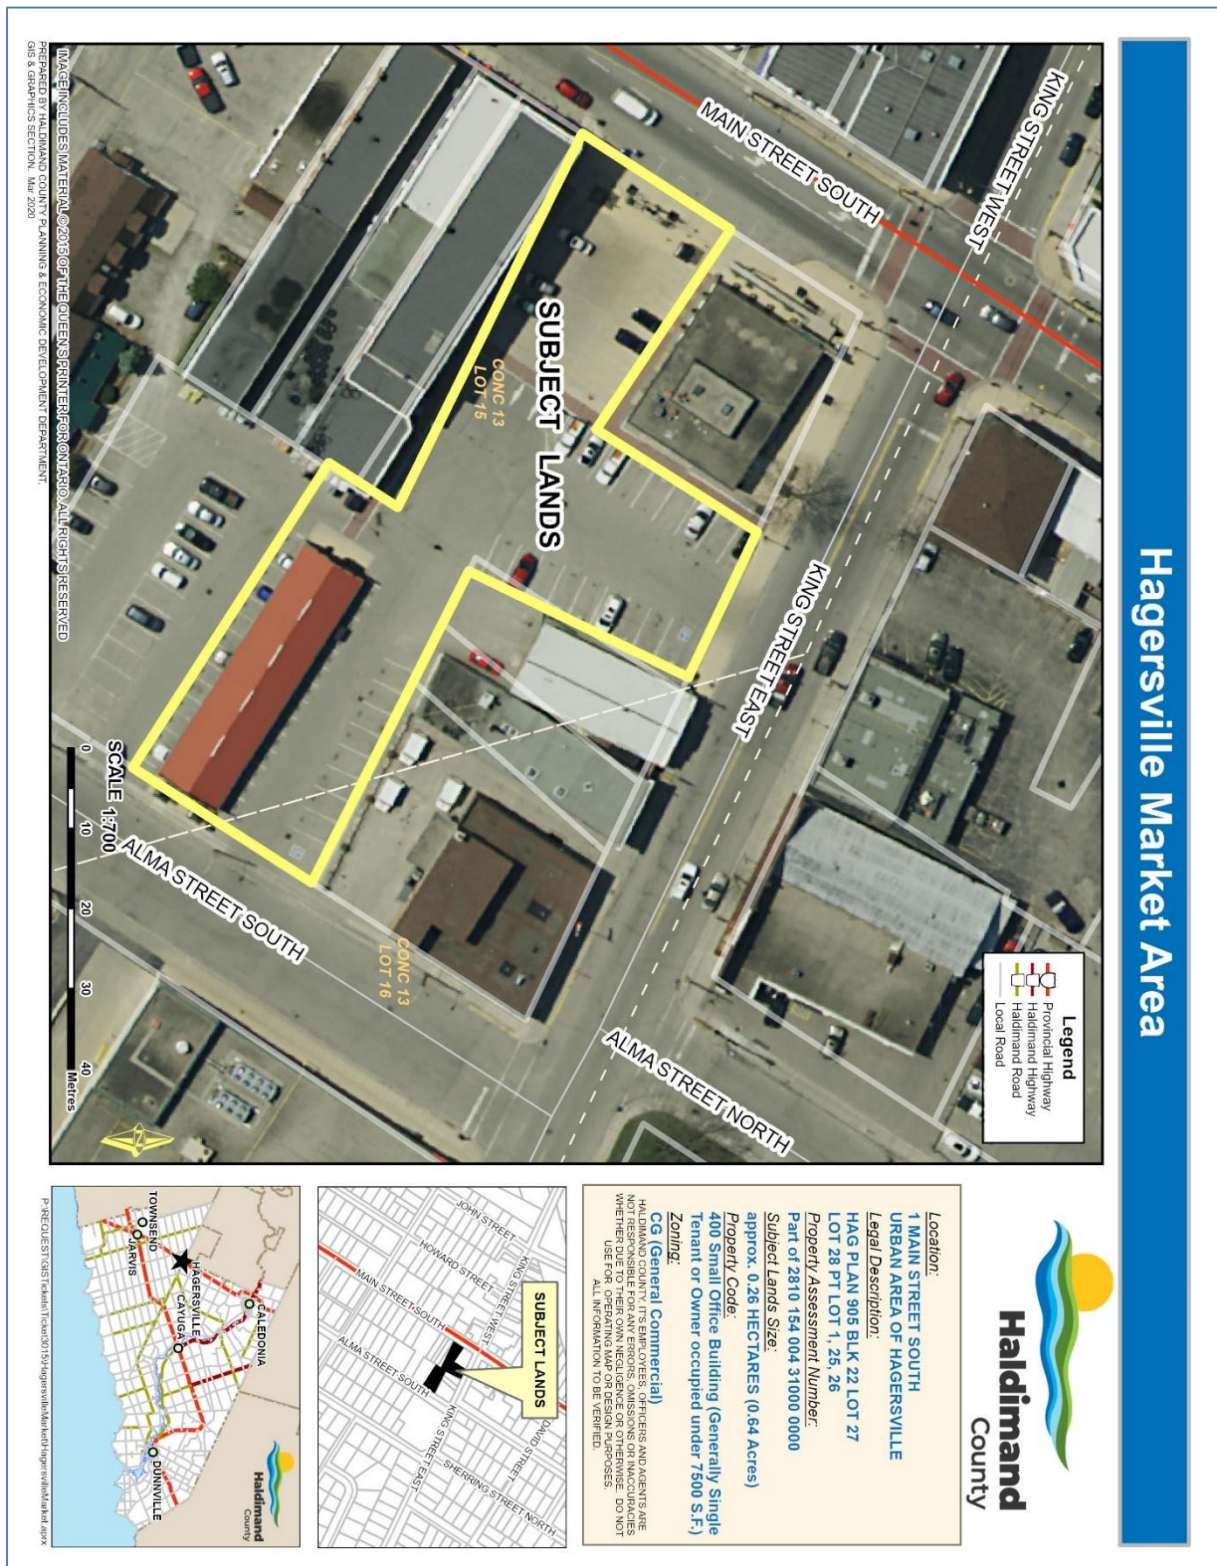 Hagersville Market Area
KING STREET WEST
MAIN STREET SOUTH
SUBJECT LANDS
CONC 13
LOT 15
KING STREET EAST
ALMA STREET NORTH
ALMA STREET SOUTH
CONC 13
LOT 16
Legend
Provincial Highway
Haldimand Highway
Haldimand Road
Local Road
SCALE 1:700
0 10 20 30 40
Metres
N
IMAGE INCLUDES MATERIAL ©2015 OF THE QUEEN'S PRINTER FOR ONTARIO. ALL RIGHTS RESERVED
PREPARED BY HALDIMAND COUNTY PLANNING & ECONOMIC DEVELOPMENT DEPARTMENT,
GIS & GRAPHICS SECTION. Mar 2020
Haldimand
County
Location:
1 MAIN STREET SOUTH
URBAN AREA OF HAGERSVILLE
Legal Description:
HAG PLAN 905 BLK 22 LOT 27
LOT 28 PT LOT 1, 25, 26
Property Assessment Number:
Part of 2810 154 004 31000 0000
Subject Lands Size:
approx. 0.26 HECTARES (0.64 Acres)
Property Code:
400 Small Office Building (Generally Single
Tenant or Owner occupied under 7500 S.F.)
Zoning:
CG (General Commercial)
HALDIMAND COUNTY, IT'S EMPLOYEES, OFFICERS AND AGENTS ARE
NOT RESPONSIBLE FOR ANY ERRORS, OMISSIONS OR INACCURACIES
WHETHER DUE TO THEIR OWN NEGLIGENCE OR OTHERWISE. DO NOT
USE FOR OPERATING MAP OR DESIGN PURPOSES.
ALL INFORMATION TO BE VERIFIED.
SUBJECT LANDS
JOHN STREET
HOWARD STREET
MAIN STREET SOUTH
KING STREET WEST
DAVID STREET
ALMA STREET SOUTH
KING STREET EAST
SHERRING STREET NORTH
CALEDONIA
HAGERSVILLE
CAYUGA
TOWNSEND
JARVIS
DUNNVILLE
Haldimand
County
P:\REQUEST\GISTickets\Ticket3015\HagersvilleMarket\HagersvilleMarket.aprx